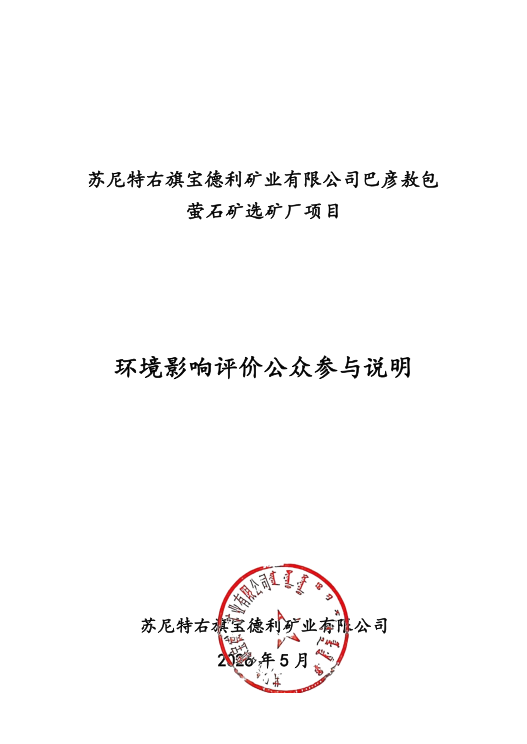 苏尼特右旗宝德利矿业有限公司巴彦敖包
萤石矿选矿厂项目
环境影响评价公众参与说明
苏尼特右旗宝德利矿业有限公司
2026 年 5 月